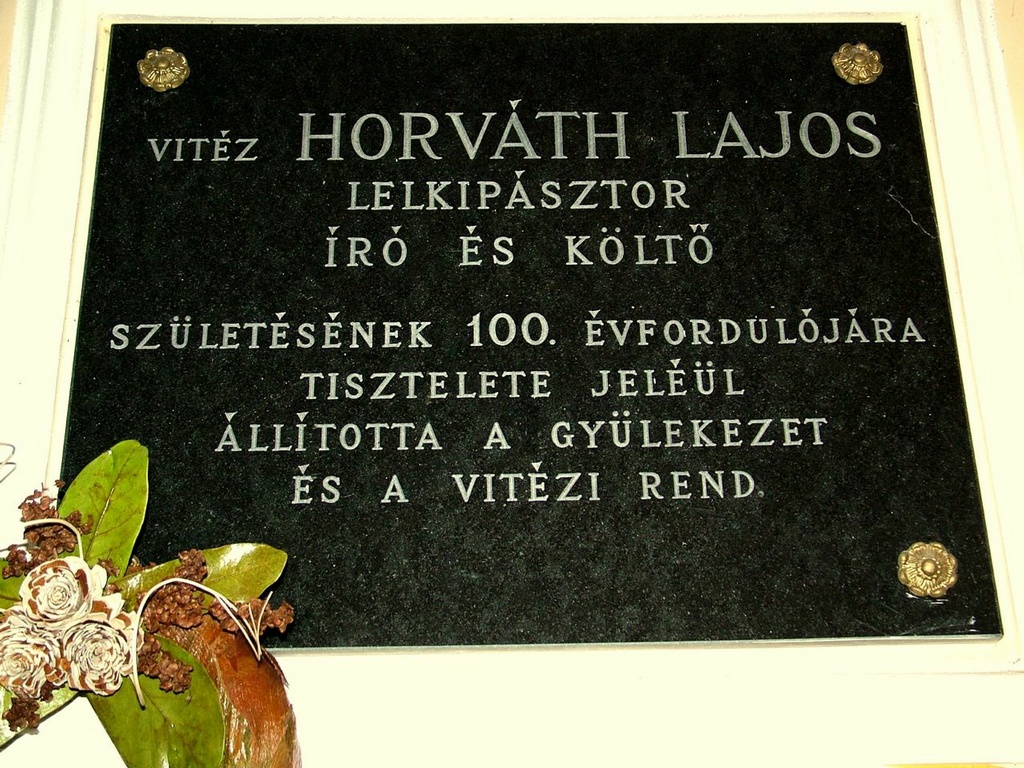 VITÉZ HORVÁTH LAJOS
LELKIPÁSZTOR
ÍRÓ ÉS KÖLTŐ
SZÜLETÉSÉNEK 100. ÉVFORDULÓJÁRA
TISZTELETE JELÉÜL
ÁLLÍTOTTA A GYÜLEKEZET
ÉS A VITÉZI REND.